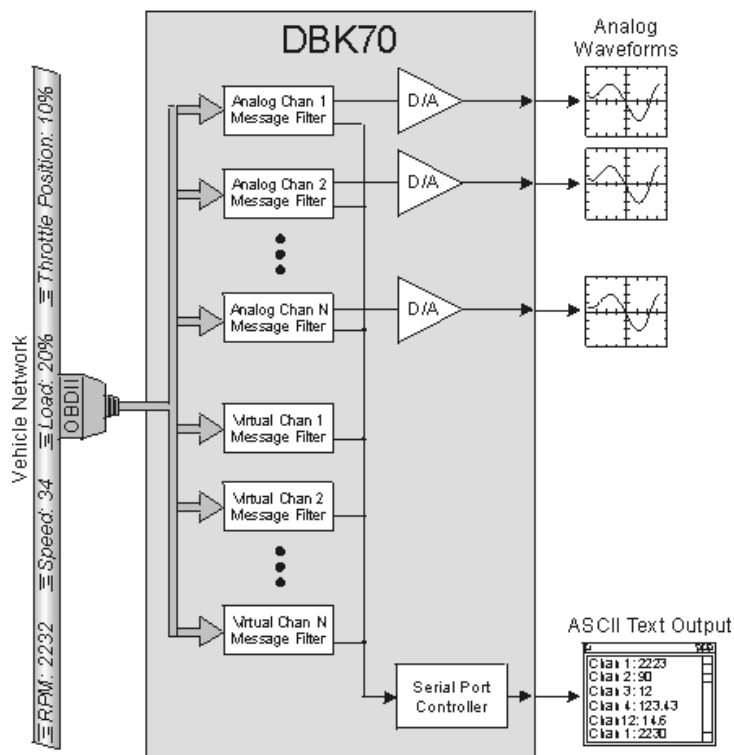 DBK70
Analog
Waveforms
Vehicle Network
RPM: 2232
Speed: 34
Load: 20%
Throttle Position: 10%
OBDII
Analog Chan 1
Message Filter
D/A
Analog Chan 2
Message Filter
D/A
Analog Chan N
Message Filter
D/A
Virtual Chan 1
Message Filter
Virtual Chan 2
Message Filter
Virtual Chan N
Message Filter
Serial Port
Controller
ASCII Text Output
Chan 1: 2223
Chan 2: 90
Chan 3: 12
Chan 4: 123.43
Chan12: 14.6
Chan 1: 2230